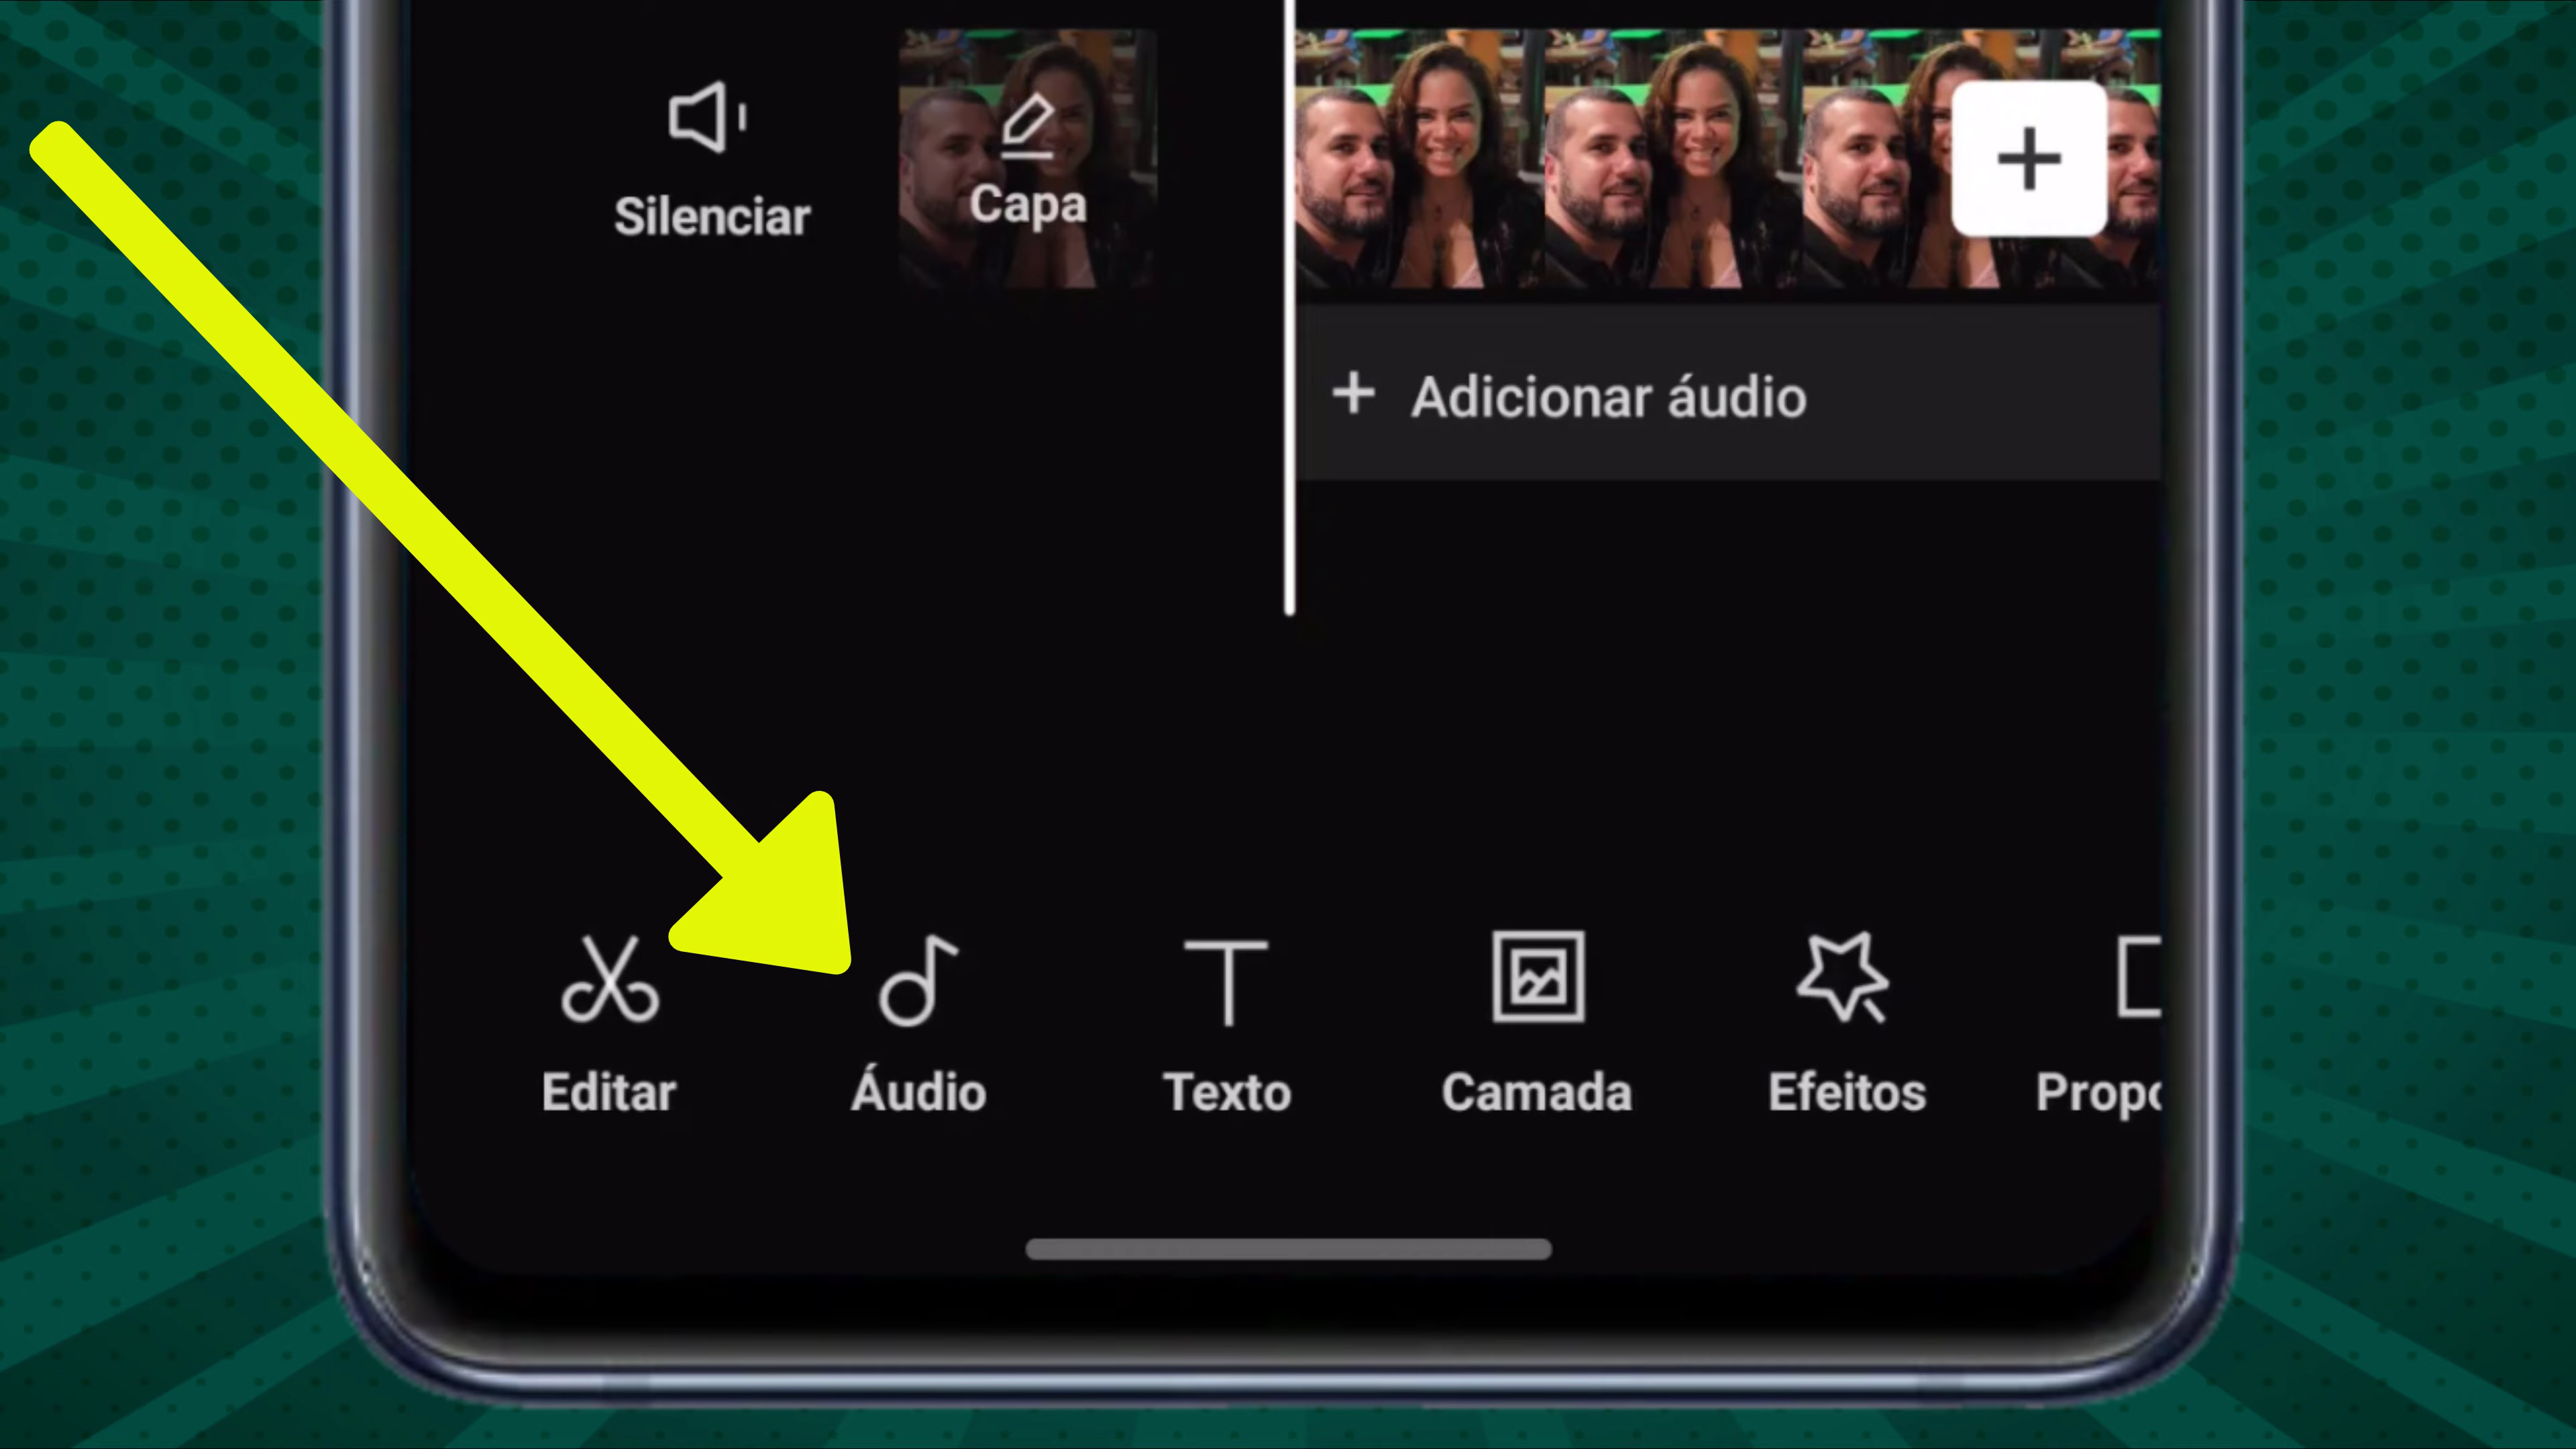 Silenciar
Capa
+ Adicionar áudio
Editar
Áudio
Texto
Camada
Efeitos